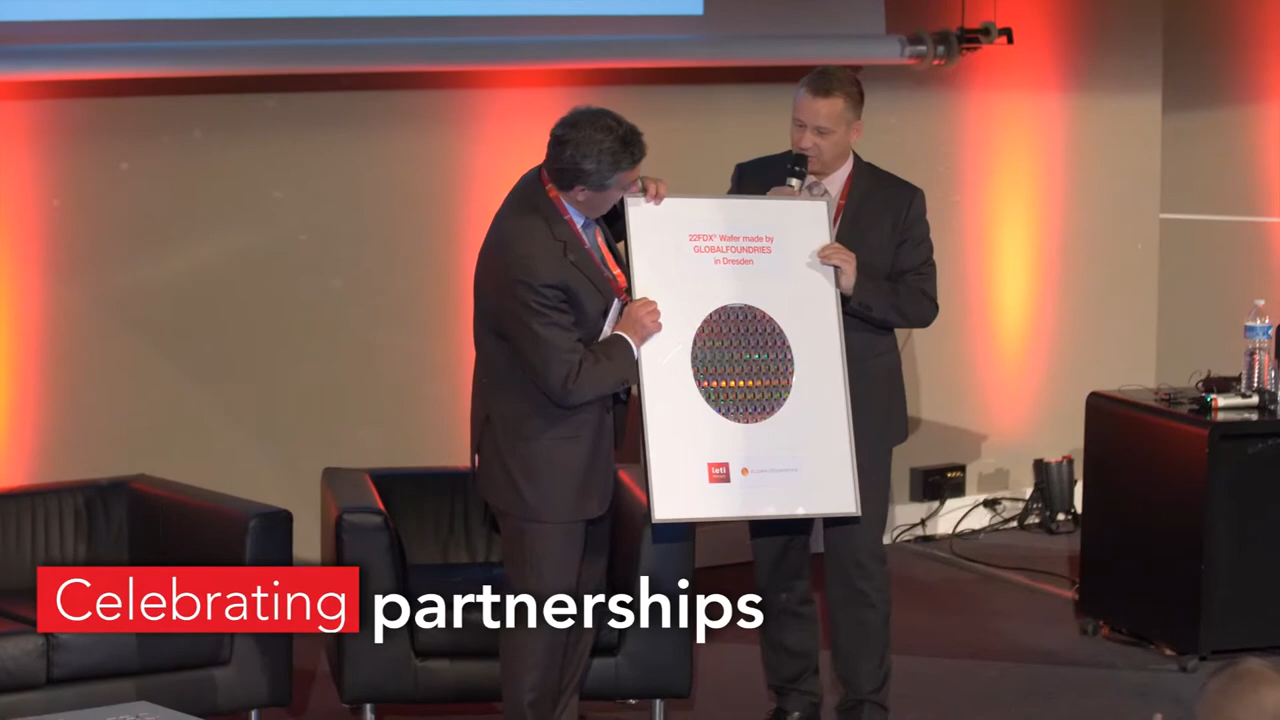 22FDX® Wafer made by
GLOBALFOUNDRIES
in Dresden
leti
Celebrating partnerships